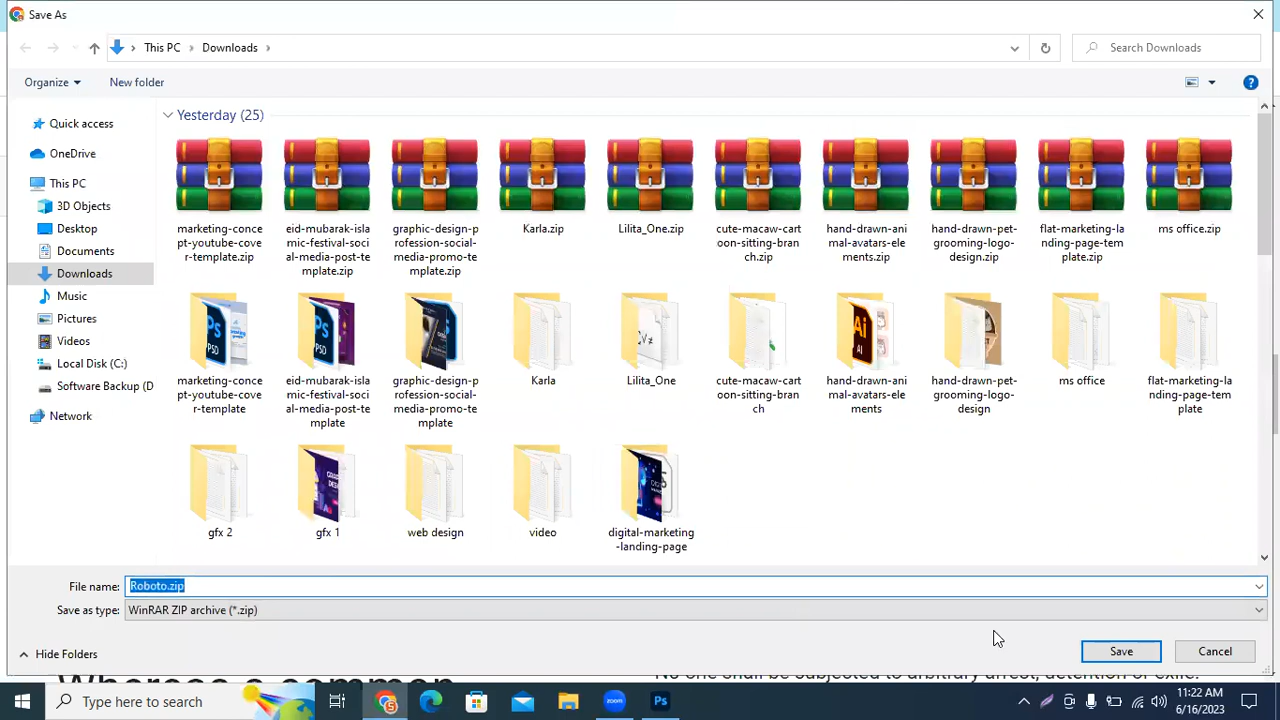 Save As
This PC
Downloads
Search Downloads
Organize
New folder
Quick access
OneDrive
This PC
3D Objects
Desktop
Documents
Downloads
Music
Pictures
Videos
Local Disk (C:)
Software Backup (D
Network
Yesterday (25)
marketing-conce
pt-youtube-cove
r-template.zip
eid-mubarak-isla
mic-festival-soci
al-media-post-te
mplate.zip
graphic-design-p
rofession-social-
media-promo-te
mplate.zip
Karla.zip
Lilita_One.zip
cute-macaw-cart
oon-sitting-bran
ch.zip
hand-drawn-ani
mal-avatars-ele
ments.zip
hand-drawn-pet-
grooming-logo-
design.zip
flat-marketing-la
nding-page-tem
plate.zip
ms office.zip
marketing-conce
pt-youtube-cove
r-template
eid-mubarak-isla
mic-festival-soci
al-media-post-te
mplate
graphic-design-p
rofession-social-
media-promo-te
mplate
Karla
Lilita_One
cute-macaw-cart
oon-sitting-bran
ch
hand-drawn-ani
mal-avatars-ele
ments
hand-drawn-pet-
grooming-logo-
design
ms office
flat-marketing-la
nding-page-temp
late
gfx 2
gfx 1
web design
video
digital-marketing
-landing-page
File name: Roboto.zip
Save as type: WinRAR ZIP archive (*.zip)
Hide Folders
Save
Cancel
Whereas a common
No one shall be subjected to arbitrary arrest, detention or exile.
Type here to search
11:22 AM
6/16/2023